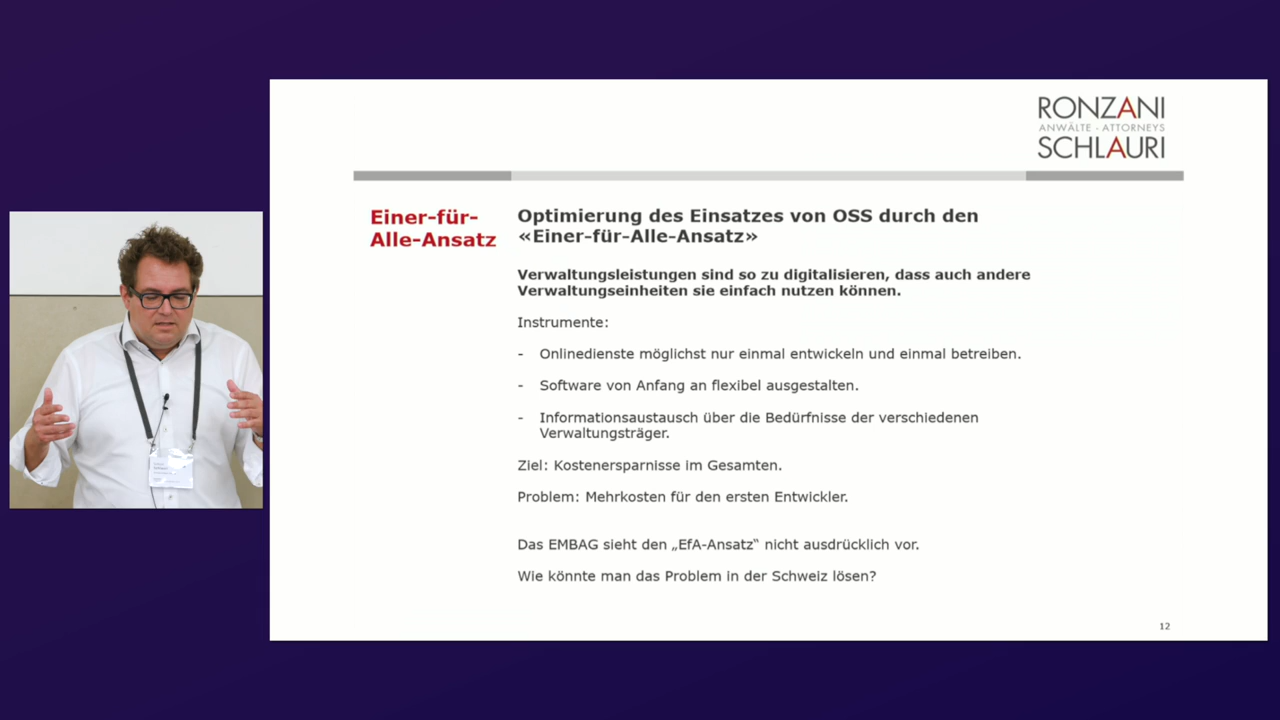 RONZANI
ANWÄLTE - ATTORNEYS
SCHLAURI
Einer-für-
Alle-Ansatz
Optimierung des Einsatzes von OSS durch den
«Einer-für-Alle-Ansatz»
Verwaltungsleistungen sind so zu digitalisieren, dass auch andere
Verwaltungseinheiten sie einfach nutzen können.
Instrumente:
- Onlinedienste möglichst nur einmal entwickeln und einmal betreiben.
- Software von Anfang an flexibel ausgestalten.
- Informationsaustausch über die Bedürfnisse der verschiedenen
Verwaltungsträger.
Ziel: Kostenersparnisse im Gesamten.
Problem: Mehrkosten für den ersten Entwickler.
Das EMBAG sieht den „EfA-Ansatz“ nicht ausdrücklich vor.
Wie könnte man das Problem in der Schweiz lösen?
12